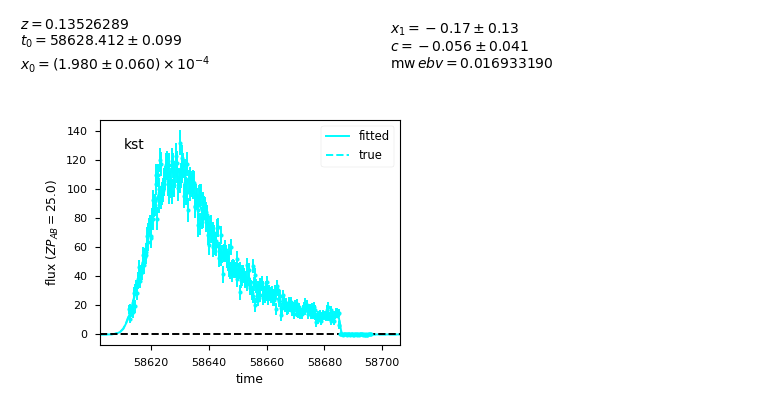 z = 0.13526289
t₀ = 58628.412 ± 0.099
x₀ = (1.980 ± 0.060) × 10⁻⁴
x₁ = −0.17 ± 0.13
c = −0.056 ± 0.041
mw ebv = 0.016933190
kst
fitted
true
140
120
100
80
60
40
20
0
flux (ZP_AB = 25.0)
58620 58640 58660 58680 58700
time